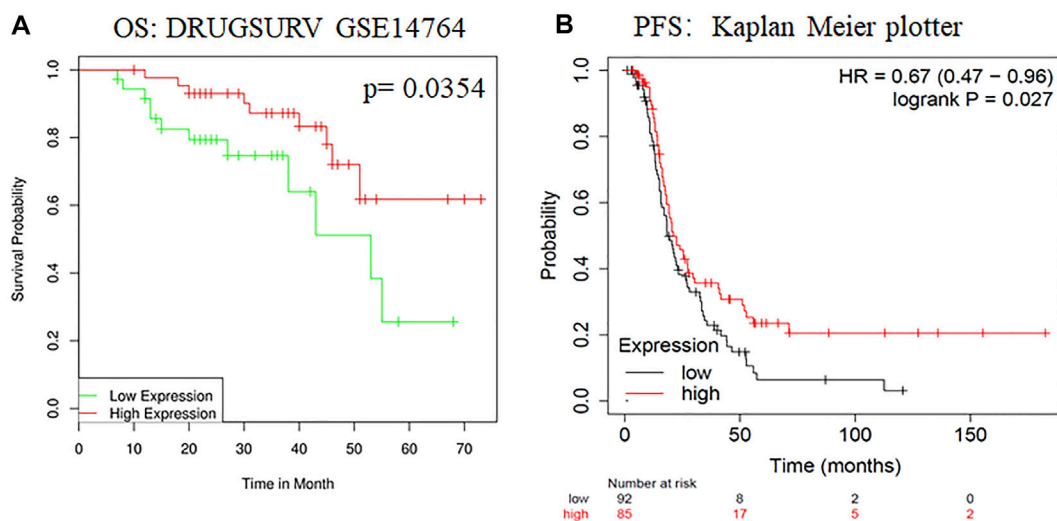 A
OS: DRUGSURV GSE14764
p= 0.0354
Survival Probability
1.0
0.8
0.6
0.4
0.2
0.0
Low Expression
High Expression
0 10 20 30 40 50 60 70
Time in Month
B
PFS: Kaplan Meier plotter
HR = 0.67 (0.47 − 0.96)
logrank P = 0.027
Probability
1.0
0.8
0.6
0.4
0.2
0.0
Expression
low
high
0 50 100 150
Time (months)
Number at risk
low 92 8 2 0
high 85 17 5 2